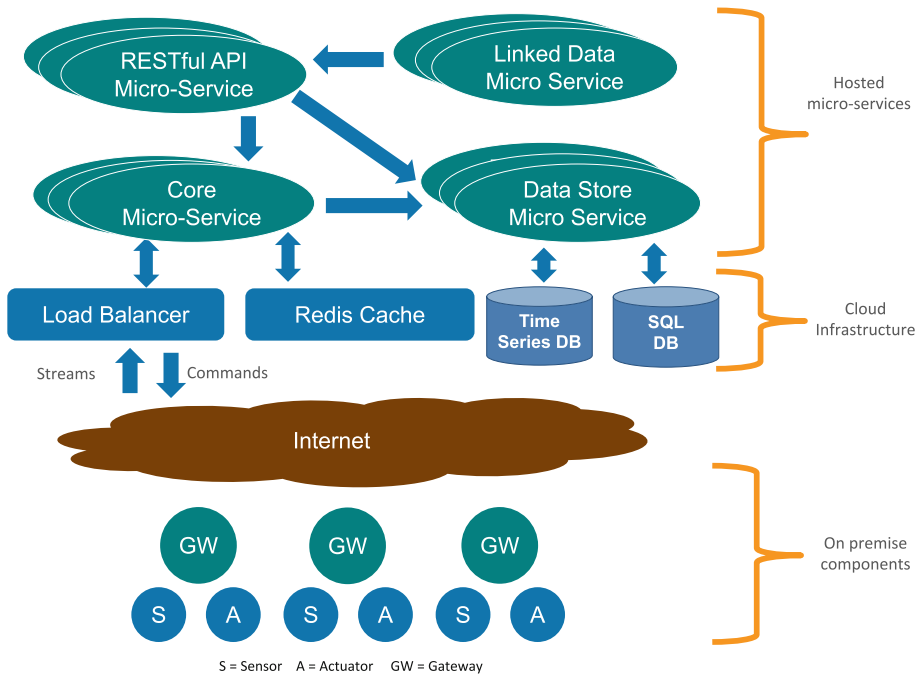 RESTful API
Micro-Service
Linked Data
Micro Service
Hosted
micro-services
Core
Micro-Service
Data Store
Micro Service
Load Balancer
Redis Cache
Time
Series DB
SQL
DB
Cloud
Infrastructure
Streams
Commands
Internet
GW
GW
GW
On premise
components
S
A
S
A
S
A
S = Sensor A = Actuator GW = Gateway